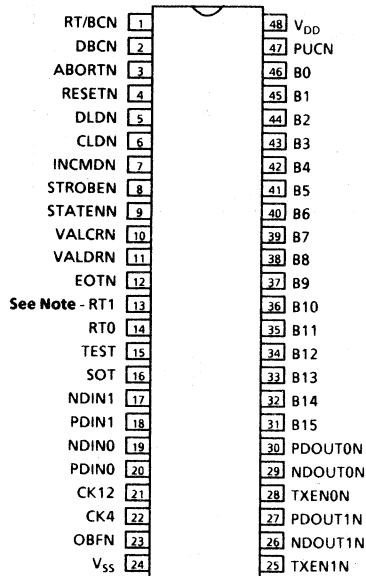 RT/BCN 1 48 VDD
DBCN 2 47 PUCN
ABORTN 3 46 B0
RESETN 4 45 B1
DLDN 5 44 B2
CLDN 6 43 B3
INCMDN 7 42 B4
STROBEN 8 41 B5
STATENN 9 40 B6
VALCRN 10 39 B7
VALDRN 11 38 B8
EOTN 12 37 B9
See Note - RT1 13 36 B10
RT0 14 35 B11
TEST 15 34 B12
SOT 16 33 B13
NDIN1 17 32 B14
PDIN1 18 31 B15
NDIN0 19 30 PDOUT0N
PDIN0 20 29 NDOUT0N
CK12 21 28 TXEN0N
CK4 22 27 PDOUT1N
OBFN 23 26 NDOUT1N
VSS 24 25 TXEN1N